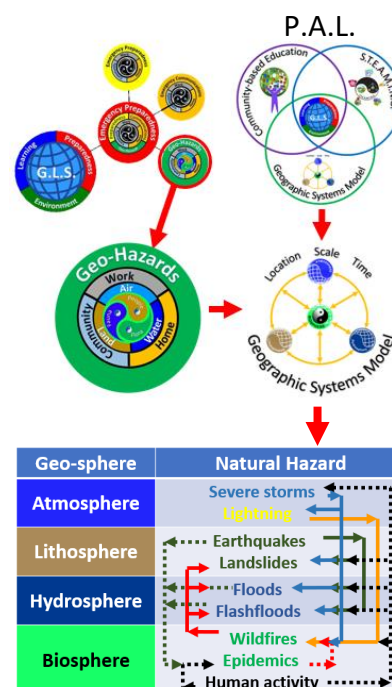 P.A.L.
Emergency Preparedness
Emergency Preparedness
Learning
Preparedness
Environment
G.L.S.
Geo-Hazards
Community-based Education
S.T.E.A.M.
G.L.S.
Geographic Systems Model
Geo-Hazards
Work
Air
Community
Land
Water
Home
Location Scale Time
Geographic Systems Model
Geo-sphere Natural Hazard
Atmosphere
Severe storms
Lightning
Lithosphere
Earthquakes
Landslides
Hydrosphere
Floods
Flashfloods
Biosphere
Wildfires
Epidemics
Human activity